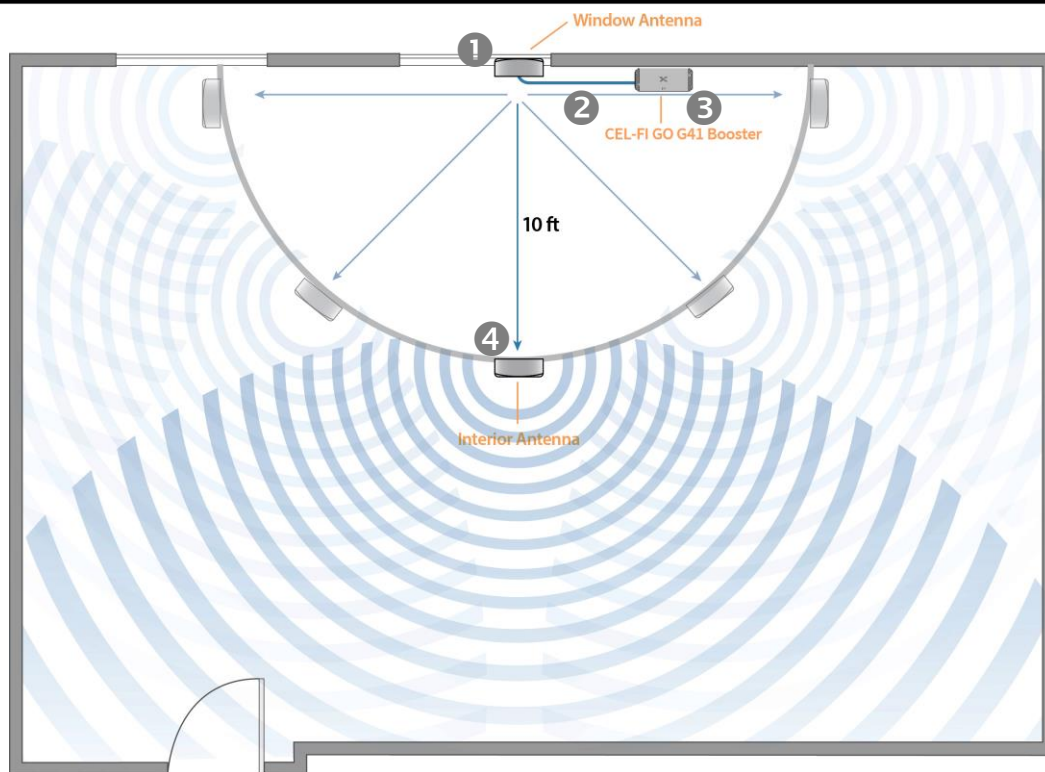 Window Antenna
1
2
3
CEL-FI GO G41 Booster
10 ft
4
Interior Antenna